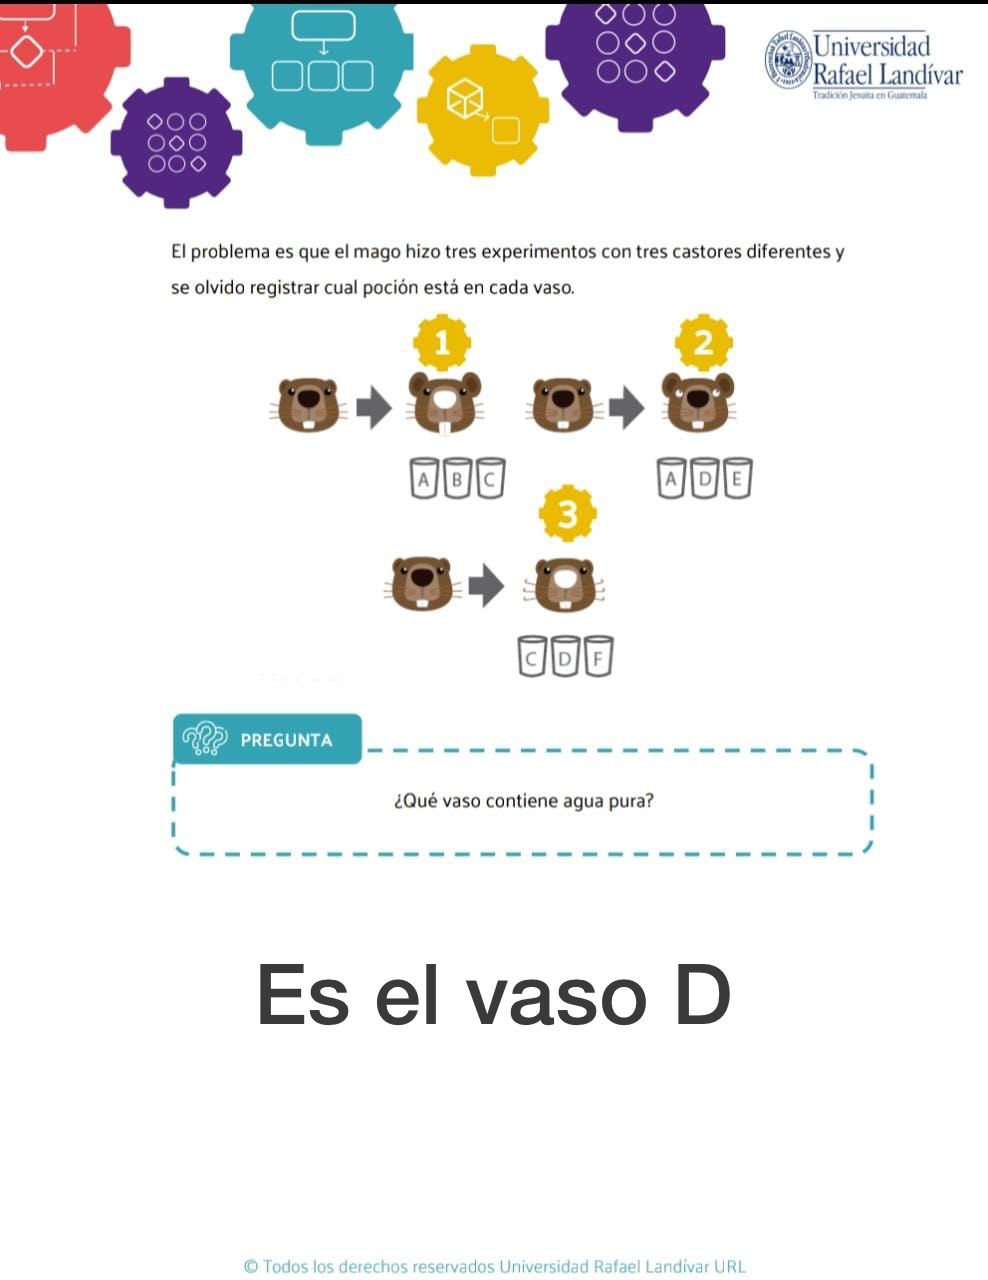 Universidad
Rafael Landívar
Tradición Jesuita en Guatemala
El problema es que el mago hizo tres experimentos con tres castores diferentes y
se olvido registrar cual poción está en cada vaso.
1
2
A B C
A D E
3
C D F
PREGUNTA
¿Qué vaso contiene agua pura?
Es el vaso D
© Todos los derechos reservados Universidad Rafael Landívar URL